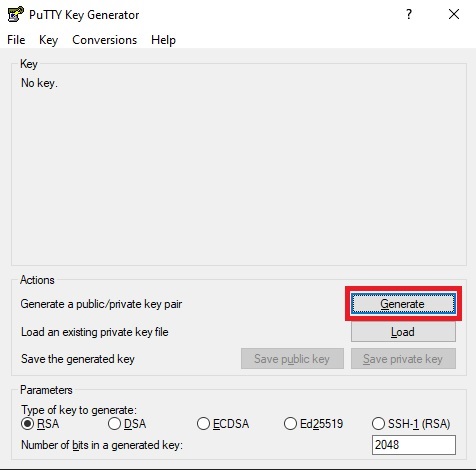 PuTTY Key Generator
?
File Key Conversions Help
Key
No key.
Actions
Generate a public/private key pair Generate
Load an existing private key file Load
Save the generated key Save public key Save private key
Parameters
Type of key to generate:
RSA DSA ECDSA Ed25519 SSH-1 (RSA)
Number of bits in a generated key: 2048